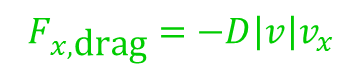 F_{x,drag} = −D|v|v_x